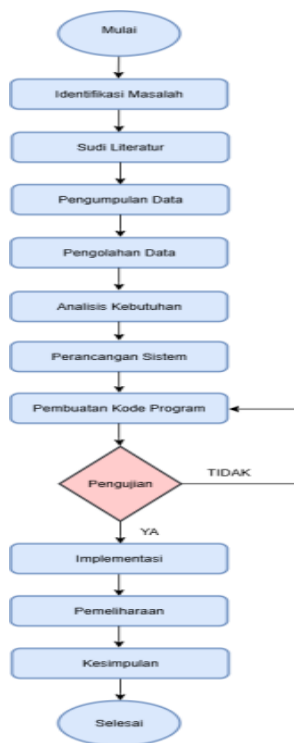 Mulai
Identifikasi Masalah
Sudi Literatur
Pengumpulan Data
Pengolahan Data
Analisis Kebutuhan
Perancangan Sistem
Pembuatan Kode Program
Pengujian
TIDAK
YA
Implementasi
Pemeliharaan
Kesimpulan
Selesai